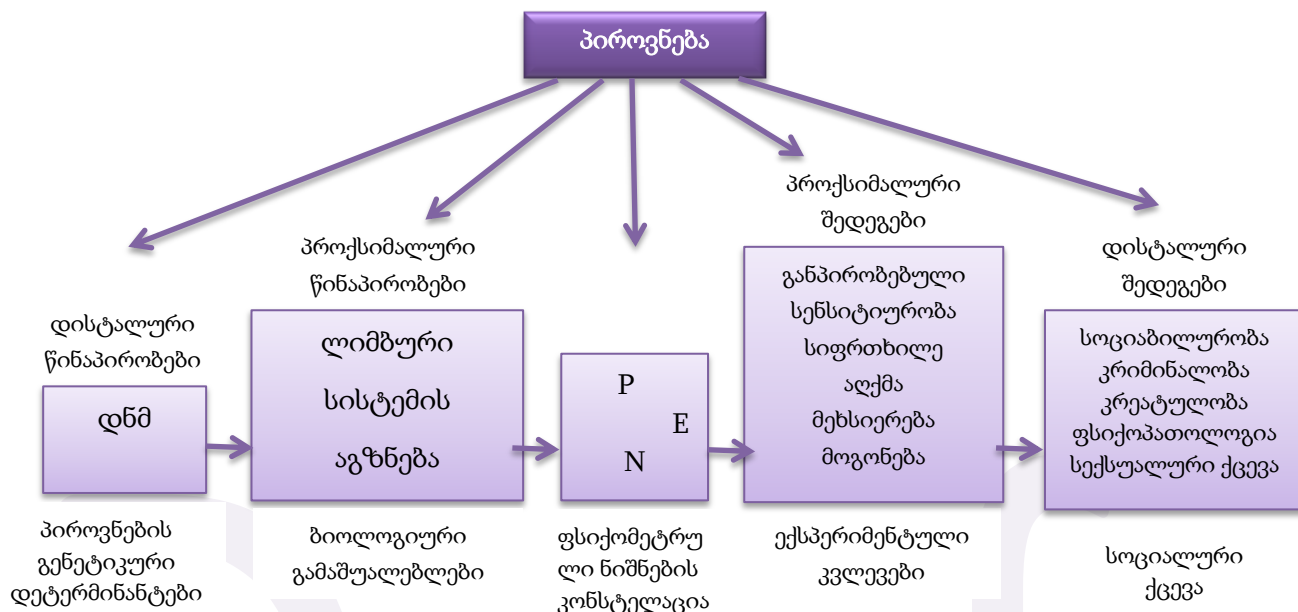 პიროვნება
დისტალური
წინაპირობები
დნმ
პიროვნების
გენეტიკური
დეტერმინანტები
პროქსიმალური
წინაპირობები
ლიმბური
სისტემის
აგზნება
ბიოლოგიური
გამაშუალებლები
P
E
N
ფსიქომეტრუ
ლი ნიშნების
კონსტელაცია
პროქსიმალური
შედეგები
განპირობებული
სენსიტიურობა
სიფრთხილე
აღქმა
მეხსიერება
მოგონება
ექსპერიმენტული
კვლევები
დისტალური
შედეგები
სოციაბილურობა
კრიმინალობა
კრეატულობა
ფსიქოპათოლოგია
სექსუალური ქცევა
სოციალური
ქცევა